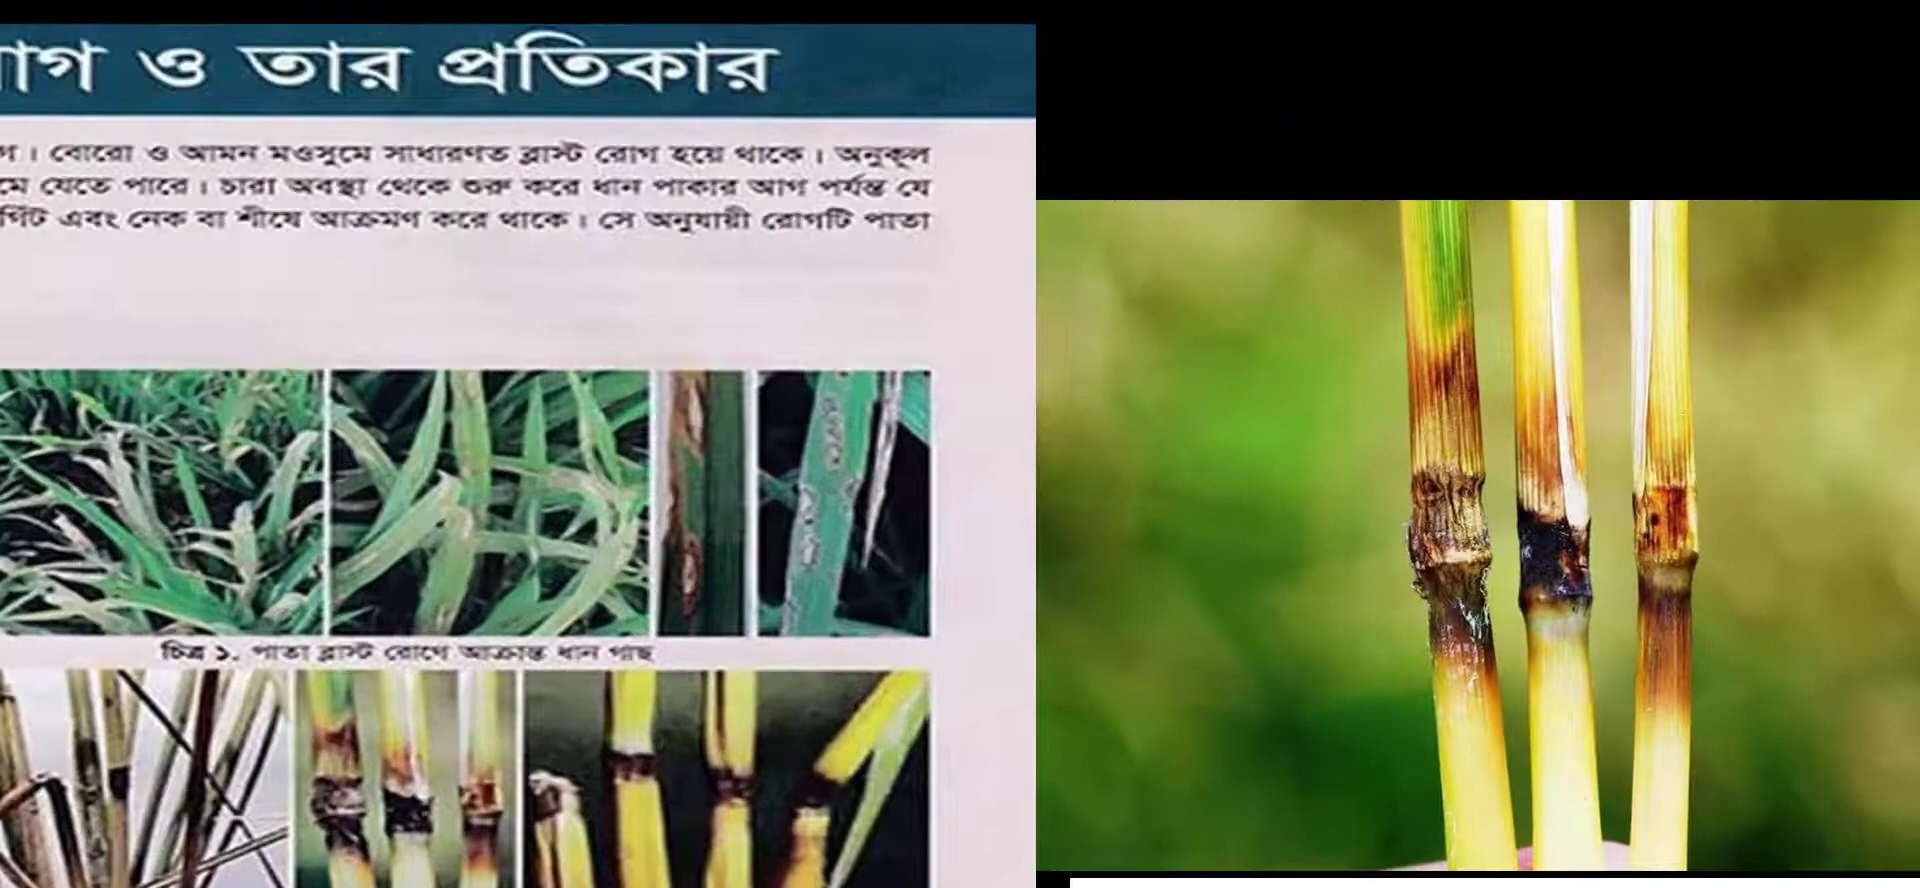 ও তার প্রতিকার
। বোরো ও আমন মওসুমে সাধারণত ব্লাস্ট রোগ হয়ে থাকে। অনুকূল
যেতে পারে। চারা অবস্থা থেকে শুরু করে ধান পাকার আগ পর্যন্ত যে
এবং নেক বা শীষে আক্রমণ করে থাকে। সে অনুযায়ী রোগটি পাতা
চিত্র ১. পাতা ব্লাস্ট রোগে আক্রান্ত ধান গাছ